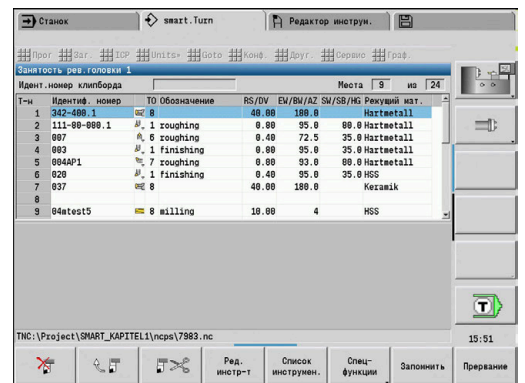 Станок smart.Turn Редактор инструм.
Прог Заг. ICP Units» Goto Конф. Друг. Сервис Граф.
Занятость рев.головки 1
Идент.номер клипборда Места 9 из 24
Т-н Идентиф. номер ТО Обозначение RS/DV EW/BW/AZ SW/SB/HG Режущий мат.
1 342-400.1 8 40.00 180.0 Hartmetall
2 111-80-080.1 1 roughing 0.80 95.0 80.0 Hartmetall
3 007 6 roughing 0.40 72.5 35.0 Hartmetall
4 003 1 finishing 0.80 95.0 35.0 Hartmetall
5 004AP1 7 roughing 0.80 93.0 80.0 Hartmetall
6 020 1 finishing 0.40 95.0 35.0 HSS
7 037 8 40.00 180.0 Keramik
8
9 04mtest5 8 milling 10.00 4 HSS
TNC:\Project\SMART_KAPITEL1\ncps\7983.nc
T
15:51
Ред. инстр-т
Список инструмен.
Спец- функции
Запомнить
Прервание